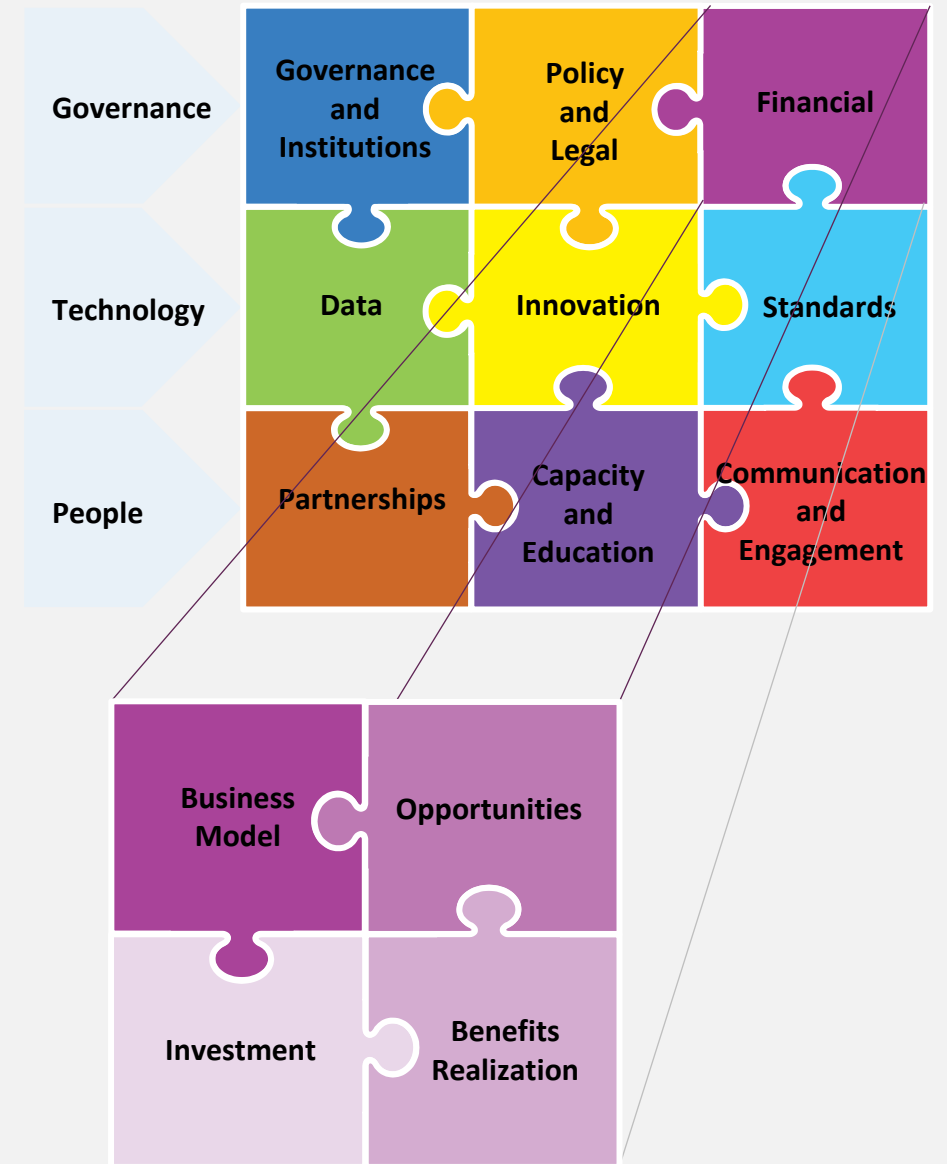 Governance
Governance
and
Institutions
Policy
and
Legal
Financial
Technology
Data
Innovation
Standards
People
Partnerships
Capacity
and
Education
Communication
and
Engagement
Business
Model
Opportunities
Investment
Benefits
Realization